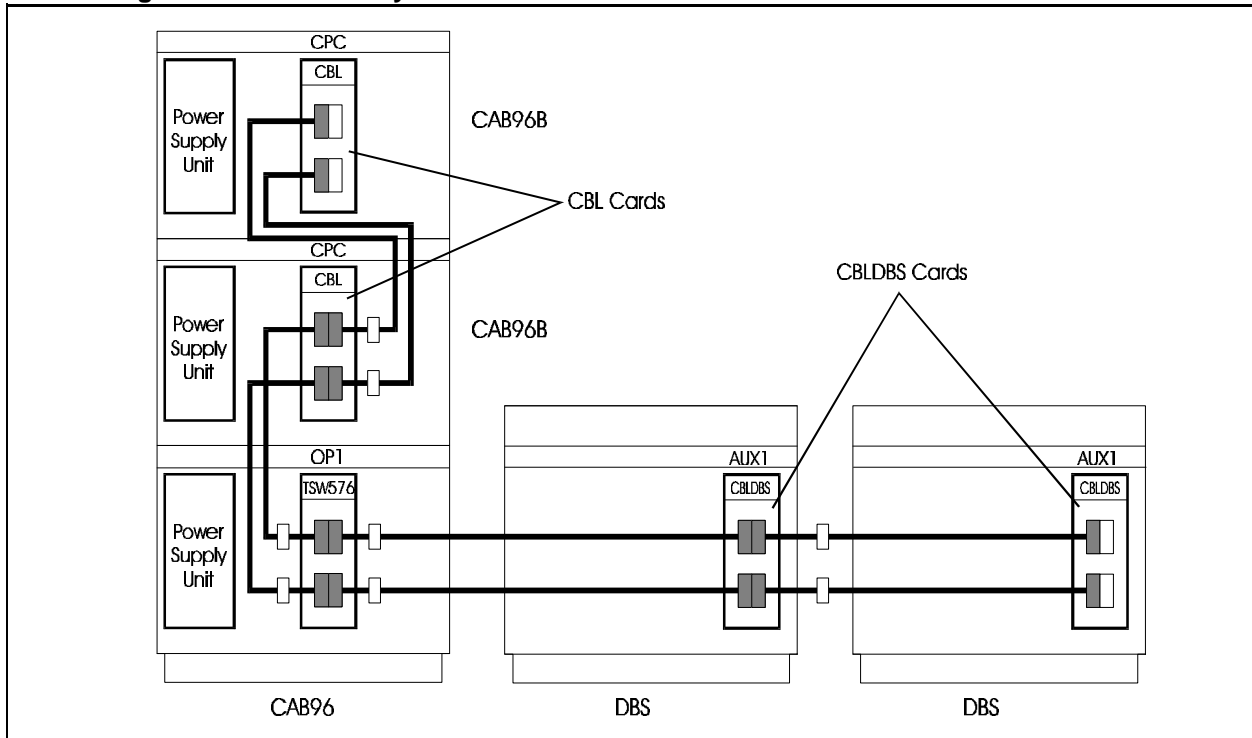 CPC
CBL
Power
Supply
Unit
CAB96B
CBL Cards
CPC
CBL
Power
Supply
Unit
CAB96B
CBLDBS Cards
OP1
TSW576
Power
Supply
Unit
AUX1
CBLDBS
AUX1
CBLDBS
CAB96
DBS
DBS